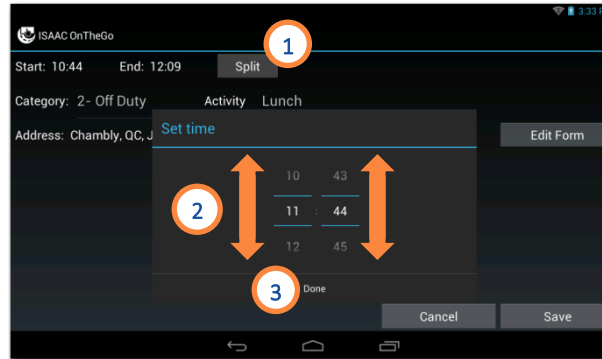 3:33 P
ISAAC OnTheGo
1
Start: 10:44 End: 12:09 Split
Category: 2- Off Duty Activity Lunch
Address: Chambly, QC, J
Edit Form
Set time
10 43
2
11 : 44
12 45
3 Done
Cancel Save